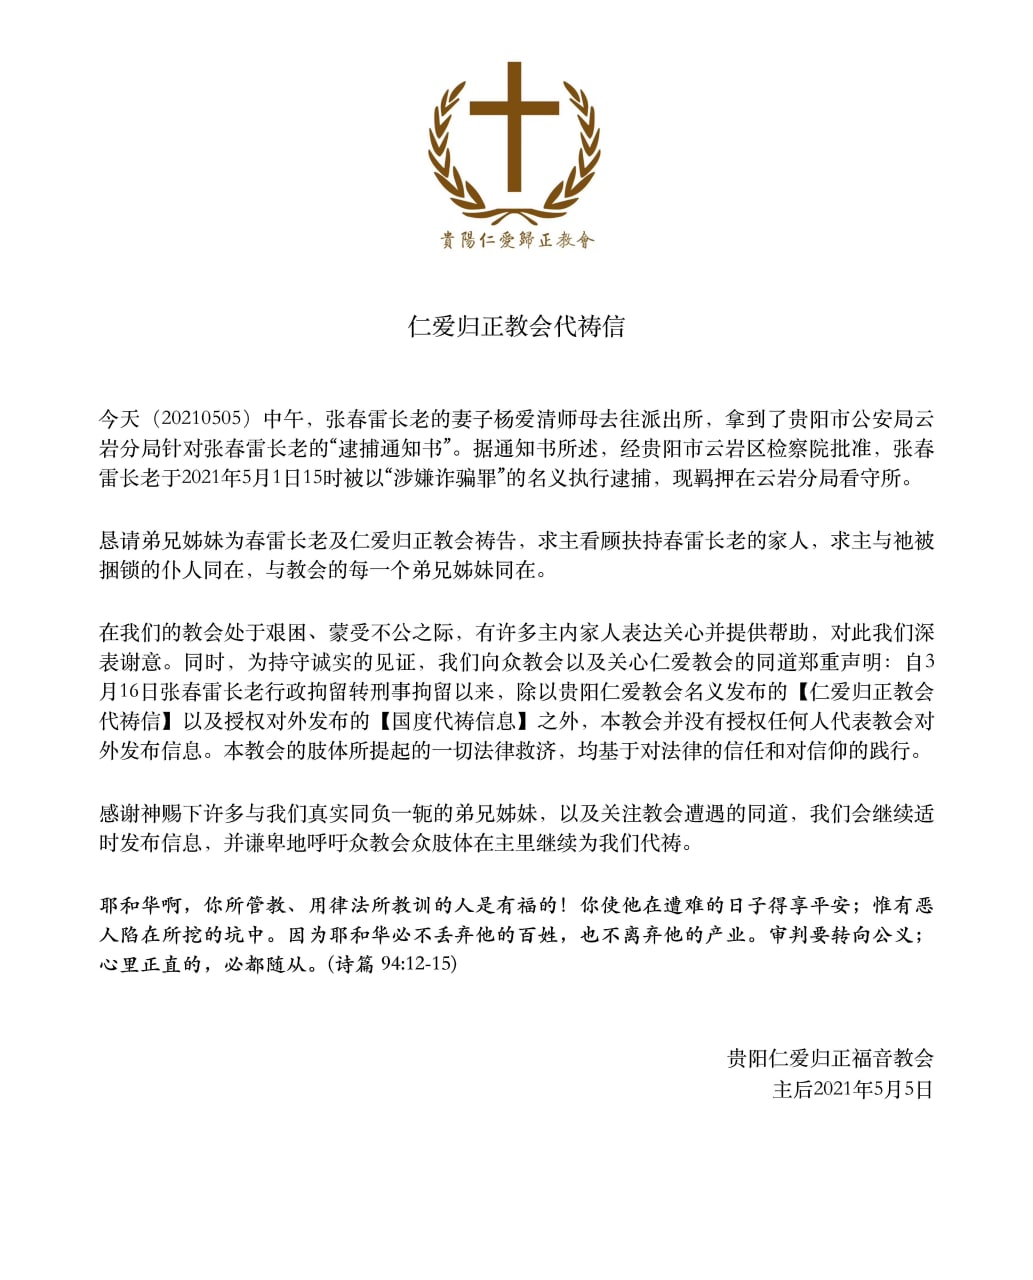 貴陽仁愛歸正教會
仁爱归正教会代祷信
今天（20210505）中午，张春雷长老的妻子杨爱清师母去往派出所，拿到了贵阳市公安局云
岩分局针对张春雷长老的“逮捕通知书”。据通知书所述，经贵阳市云岩区检察院批准，张春
雷长老于2021年5月1日15时被以“涉嫌诈骗罪”的名义执行逮捕，现羁押在云岩分局看守所。
恳请弟兄姊妹为春雷长老及仁爱归正教会祷告，求主看顾扶持春雷长老的家人，求主与祂被
捆锁的仆人同在，与教会的每一个弟兄姊妹同在。
在我们的教会处于艰困、蒙受不公之际，有许多主内家人表达关心并提供帮助，对此我们深
表谢意。同时，为持守诚实的见证，我们向众教会以及关心仁爱教会的同道郑重声明：自3
月16日张春雷长老行政拘留转刑事拘留以来，除以贵阳仁爱教会名义发布的【仁爱归正教会
代祷信】以及授权对外发布的【国度代祷信息】之外，本教会并没有授权任何人代表教会对
外发布信息。本教会的肢体所提起的一切法律救济，均基于对法律的信任和对信仰的践行。
感谢神赐下许多与我们真实同负一轭的弟兄姊妹，以及关注教会遭遇的同道，我们会继续适
时发布信息，并谦卑地呼吁众教会众肢体在主里继续为我们代祷。
耶和华啊，你所管教、用律法所教训的人是有福的！你使他在遭难的日子得享平安；惟有恶
人陷在所挖的坑中。因为耶和华必不丢弃他的百姓，也不离弃他的产业。审判要转向公义；
心里正直的，必都随从。(诗篇 94:12-15)
贵阳仁爱归正福音教会
主后2021年5月5日